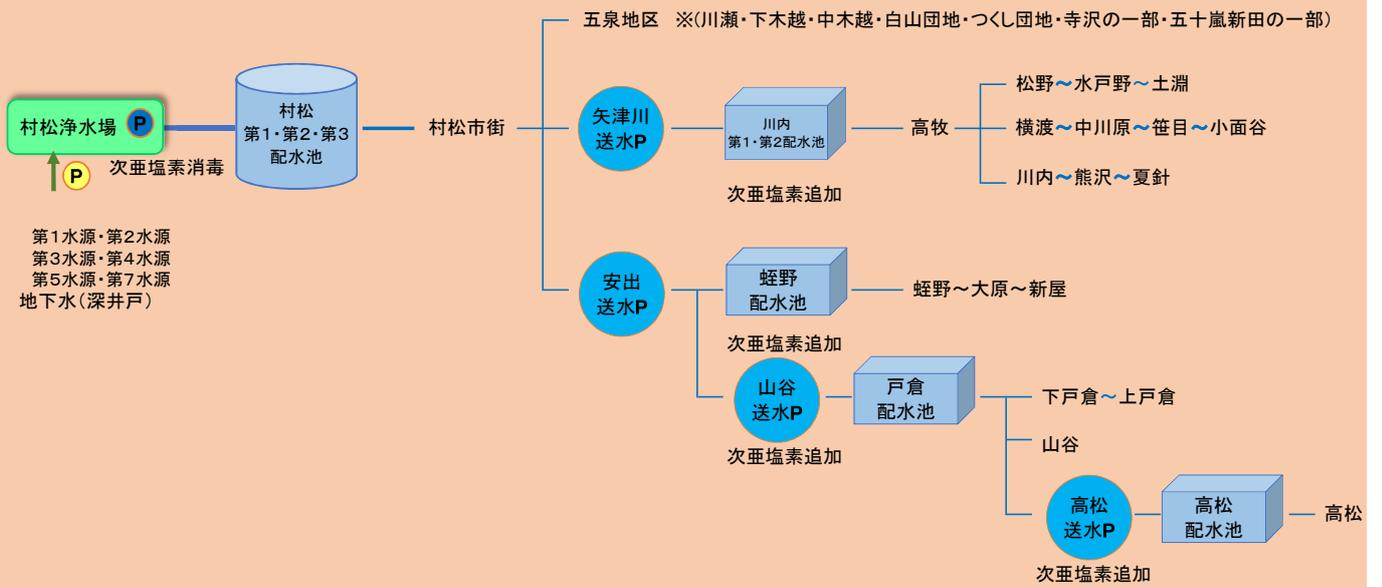 五泉地区 ※(川瀬・下木越・中木越・白山団地・つくし団地・寺沢の一部・五十嵐新田の一部)
村松浄水場 P
P 次亜塩素消毒
第1水源・第2水源
第3水源・第4水源
第5水源・第7水源
地下水(深井戸)
村松
第1・第2・第3
配水池
村松市街
矢津川
送水P
川内
第1・第2配水池
次亜塩素追加
高牧
松野~水戸野~土淵
横渡~中川原~笹目~小面谷
川内~熊沢~夏針
安出
送水P
蛭野
配水池
次亜塩素追加
蛭野~大原~新屋
山谷
送水P
次亜塩素追加
戸倉
配水池
下戸倉~上戸倉
山谷
高松
送水P
次亜塩素追加
高松
配水池
高松